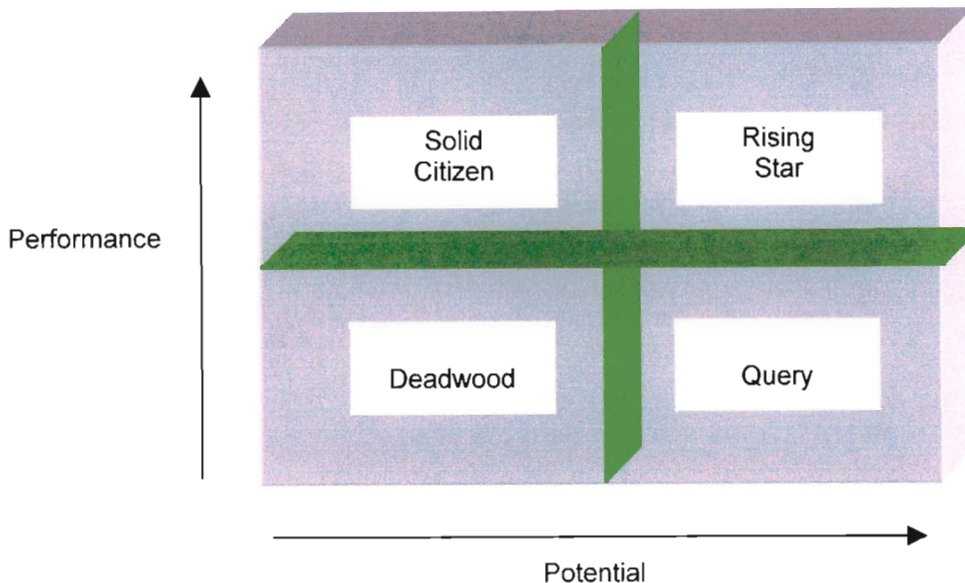 Solid
Citizen
Rising
Star
Performance
Deadwood
Query
Potential